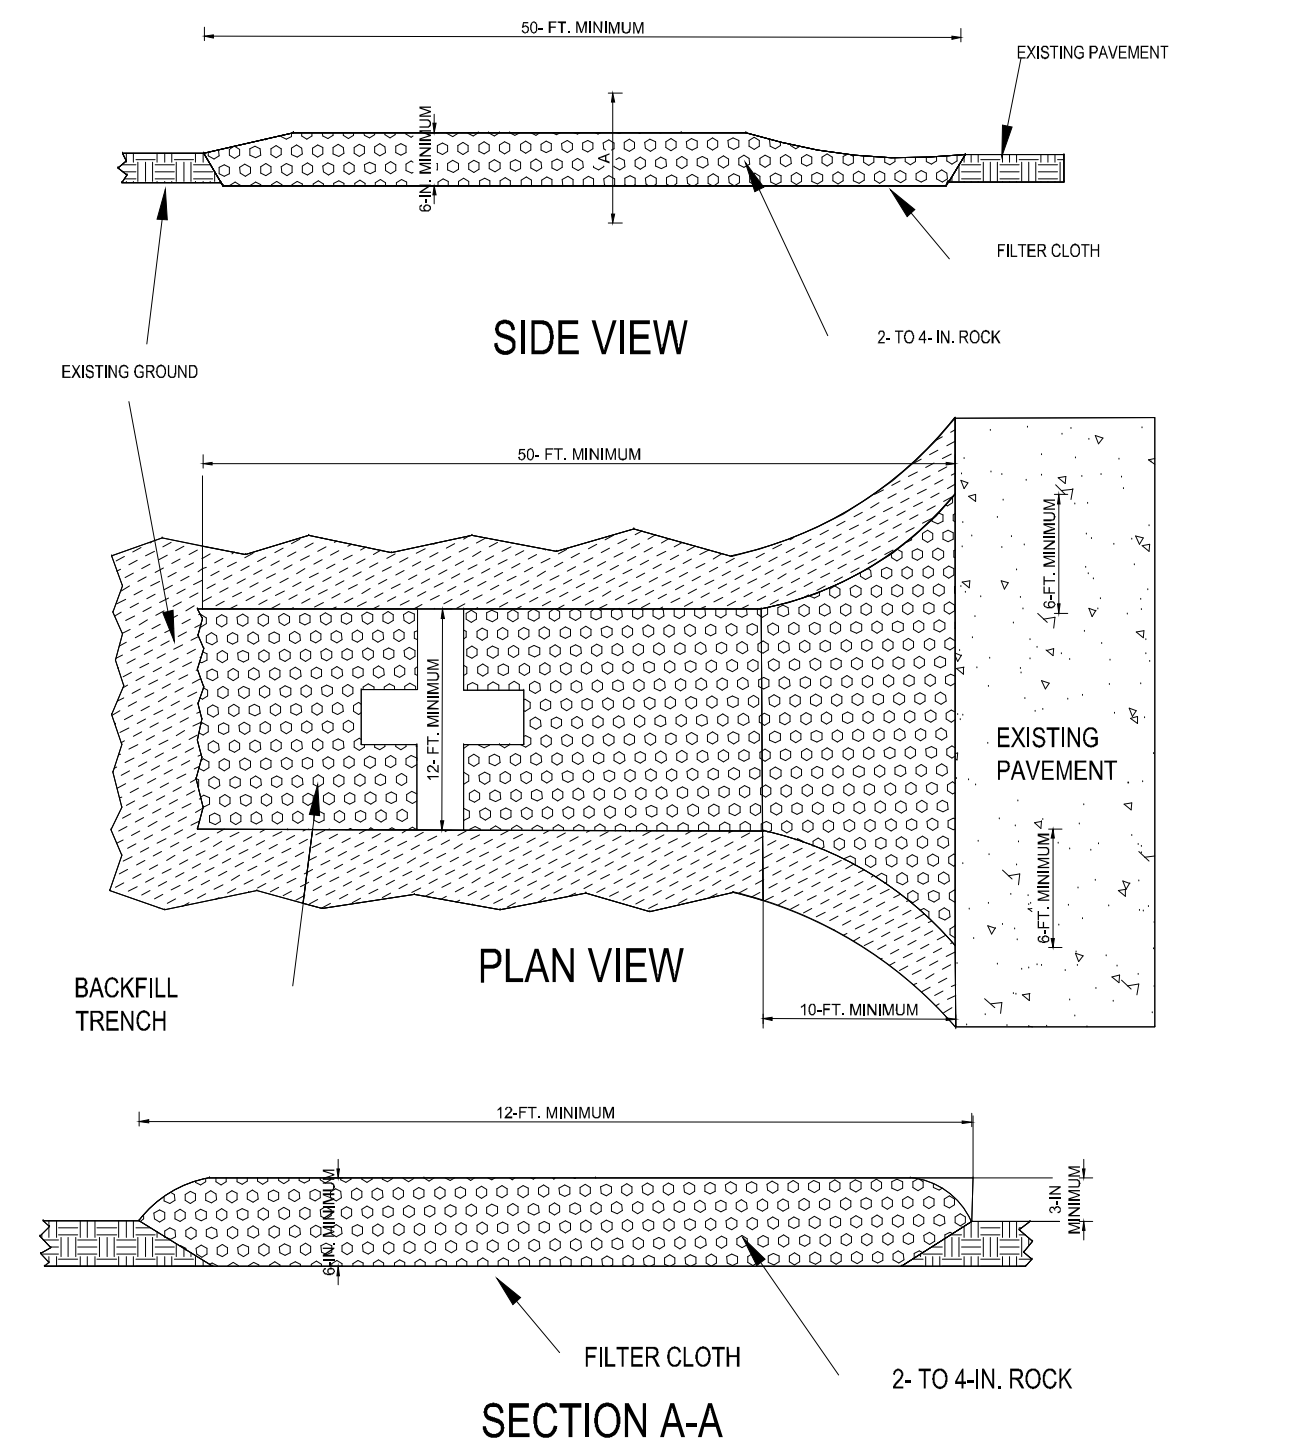 50- FT. MINIMUM
EXISTING PAVEMENT
6-IN. MINIMUM
A
FILTER CLOTH
SIDE VIEW
2- TO 4- IN. ROCK
EXISTING GROUND
50- FT. MINIMUM
6-FT. MINIMUM
12- FT. MINIMUM
EXISTING
PAVEMENT
6-FT. MINIMUM
PLAN VIEW
BACKFILL
TRENCH
10-FT. MINIMUM
12-FT. MINIMUM
6-IN. MINIMUM
3-IN
MINIMUM
FILTER CLOTH
2- TO 4-IN. ROCK
SECTION A-A